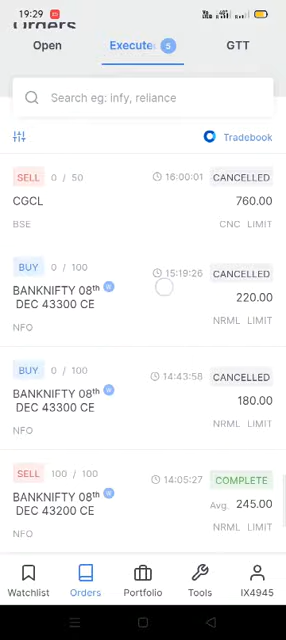 19:29
Orders
Open
Executed 5
GTT
Search eg: infy, reliance
Tradebook
SELL 0 / 50
16:00:01 CANCELLED
CGCL
760.00
BSE
CNC LIMIT
BUY 0 / 100
15:19:26 CANCELLED
BANKNIFTY 08th W
DEC 43300 CE
220.00
NFO
NRML LIMIT
BUY 0 / 100
14:43:58 CANCELLED
BANKNIFTY 08th W
DEC 43300 CE
180.00
NFO
NRML LIMIT
SELL 100 / 100
14:05:27 COMPLETE
BANKNIFTY 08th W
DEC 43200 CE
Avg. 245.00
NFO
NRML LIMIT
Watchlist
Orders
Portfolio
Tools
IX4945